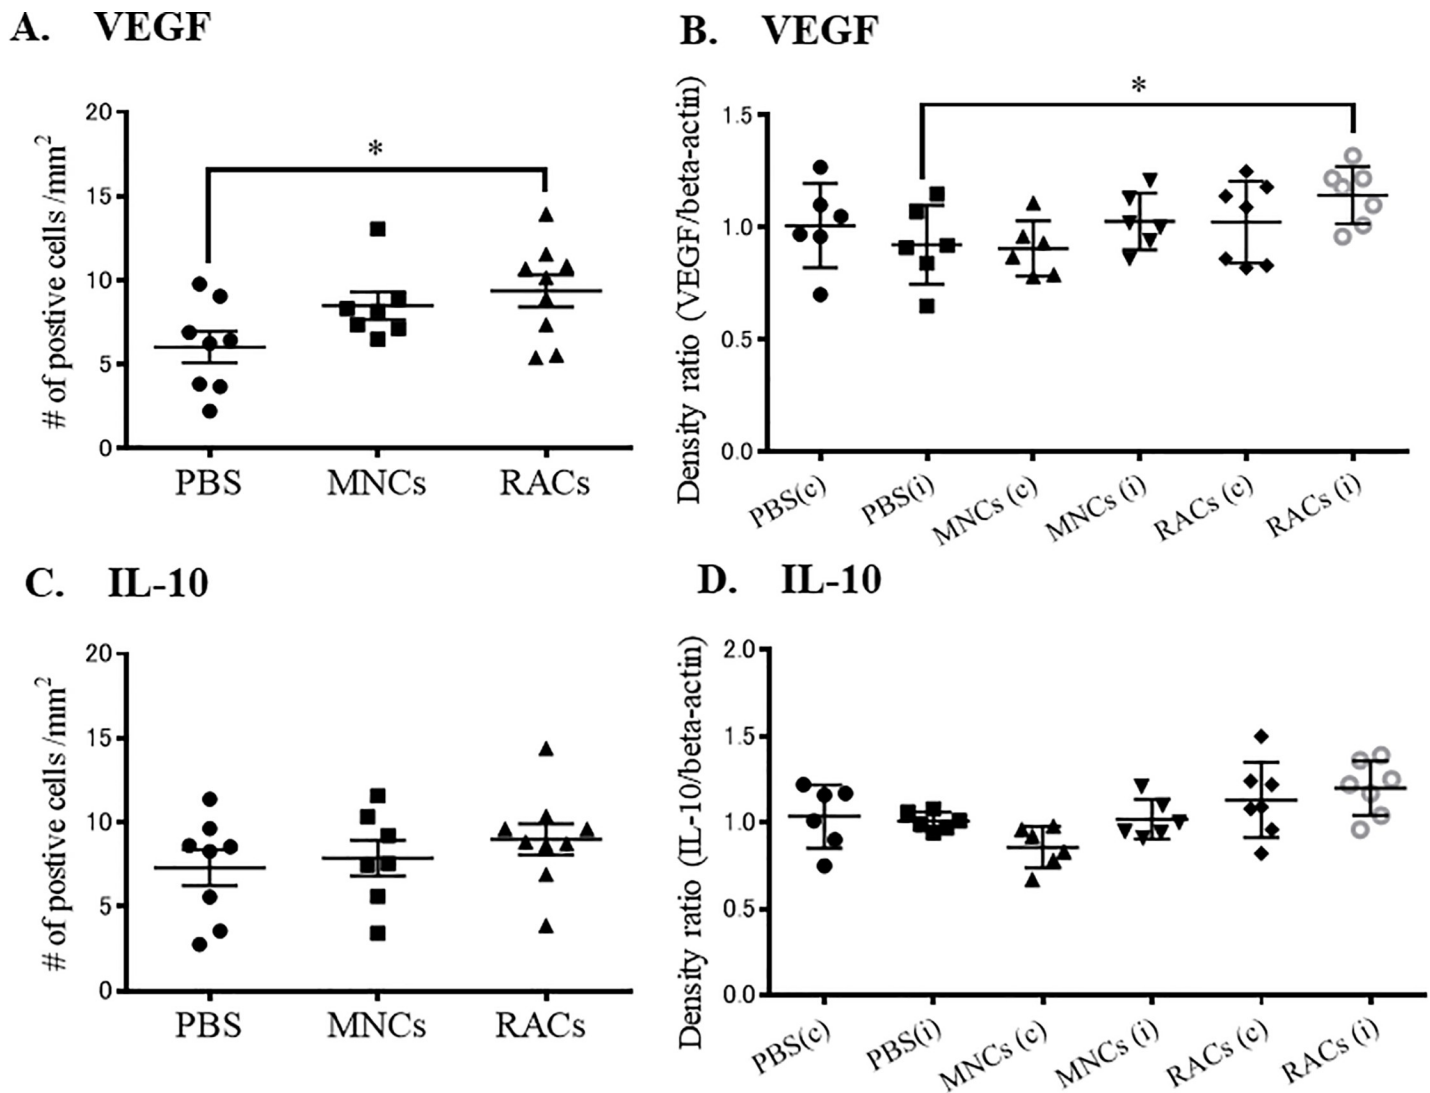 A. VEGF
# of postive cells /mm2
20
15
10
5
0
*
PBS MNCs RACs
B. VEGF
Density ratio (VEGF/beta-actin)
1.5
1.0
0.5
0.0
*
PBS(c) PBS(i) MNCs (c) MNCs (i) RACs (c) RACs (i)
C. IL-10
# of postive cells /mm2
20
15
10
5
0
PBS MNCs RACs
D. IL-10
Density ratio (IL-10/beta-actin)
2.0
1.5
1.0
0.5
0.0
PBS(c) PBS(i) MNCs (c) MNCs (i) RACs (c) RACs (i)